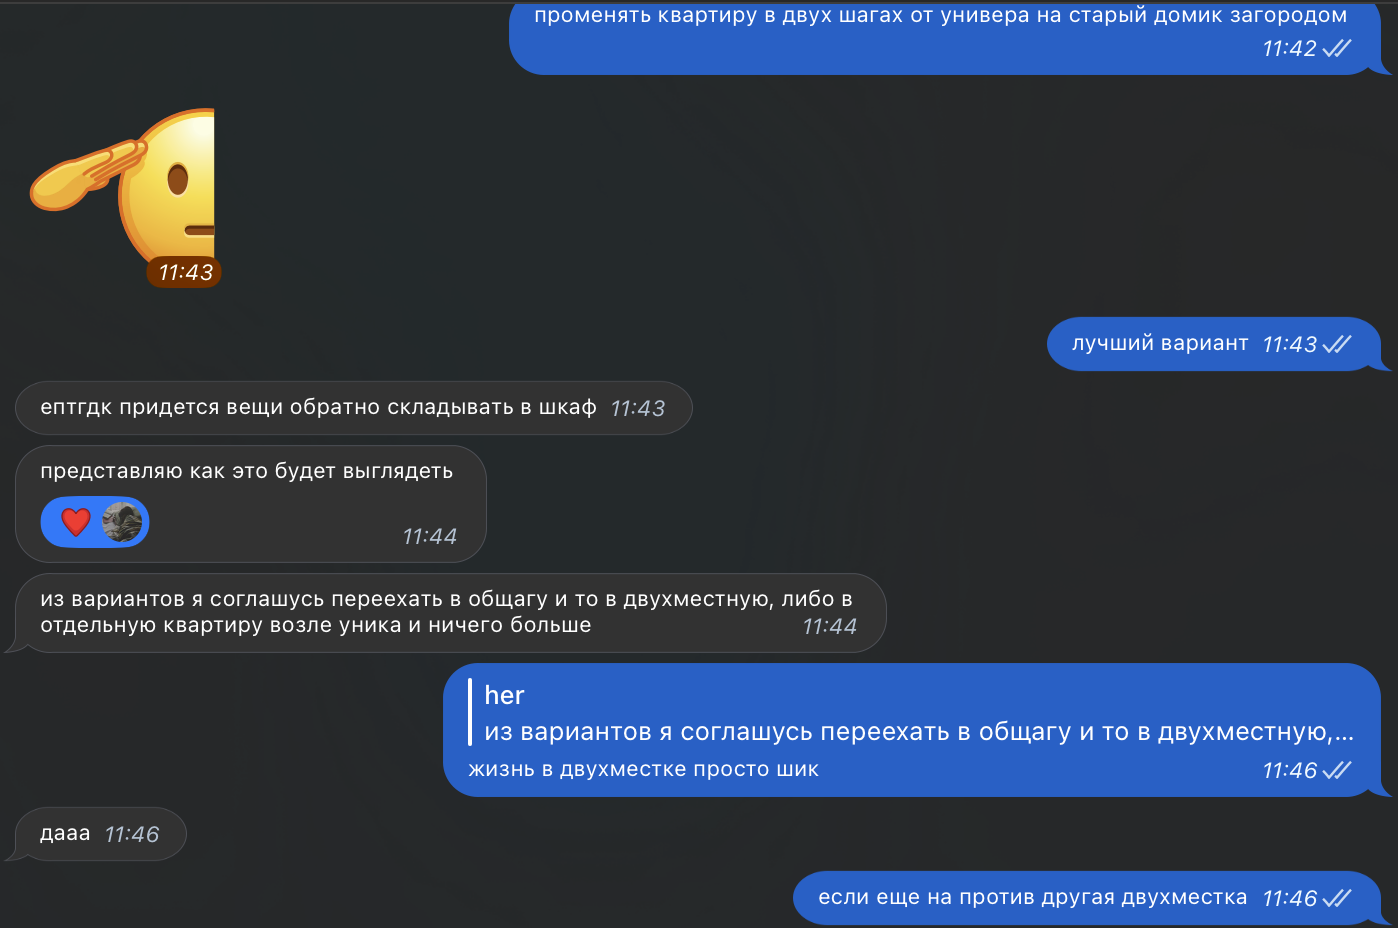 променять квартиру в двух шагах от универа на старый домик загородом
11:42
11:43
лучший вариант 11:43
ептгдк придется вещи обратно складывать в шкаф 11:43
представляю как это будет выглядеть
11:44
из вариантов я соглашусь переехать в общагу и то в двухместную, либо в
отдельную квартиру возле уника и ничего больше 11:44
her
из вариантов я соглашусь переехать в общагу и то в двухместную,...
жизнь в двухместке просто шик 11:46
дааа 11:46
если еще на против другая двухместка 11:46